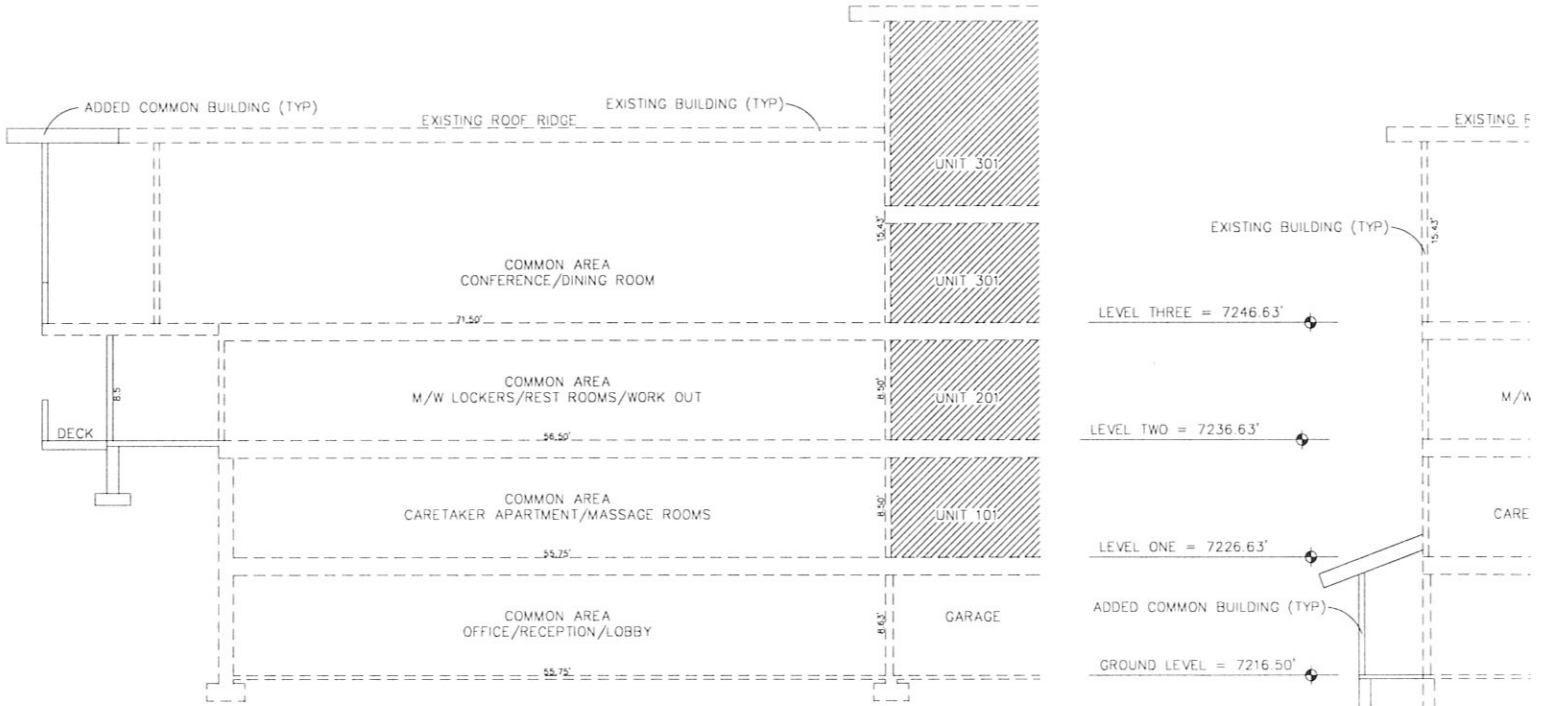 ADDED COMMON BUILDING (TYP)
EXISTING BUILDING (TYP)
EXISTING ROOF RIDGE
UNIT 301
15.43'
COMMON AREA
CONFERENCE/DINING ROOM
UNIT 301
71.50'
8.5
COMMON AREA
M/W LOCKERS/REST ROOMS/WORK OUT
8.50'
UNIT 201
DECK
56.50'
COMMON AREA
CARETAKER APARTMENT/MASSAGE ROOMS
8.50'
UNIT 101
55.75'
COMMON AREA
OFFICE/RECEPTION/LOBBY
8.63'
GARAGE
55.75'
EXISTING
EXISTING BUILDING (TYP)
15.43'
LEVEL THREE = 7246.63'
M/W
LEVEL TWO = 7236.63'
CARE
LEVEL ONE = 7226.63'
ADDED COMMON BUILDING (TYP)
GROUND LEVEL = 7216.50'